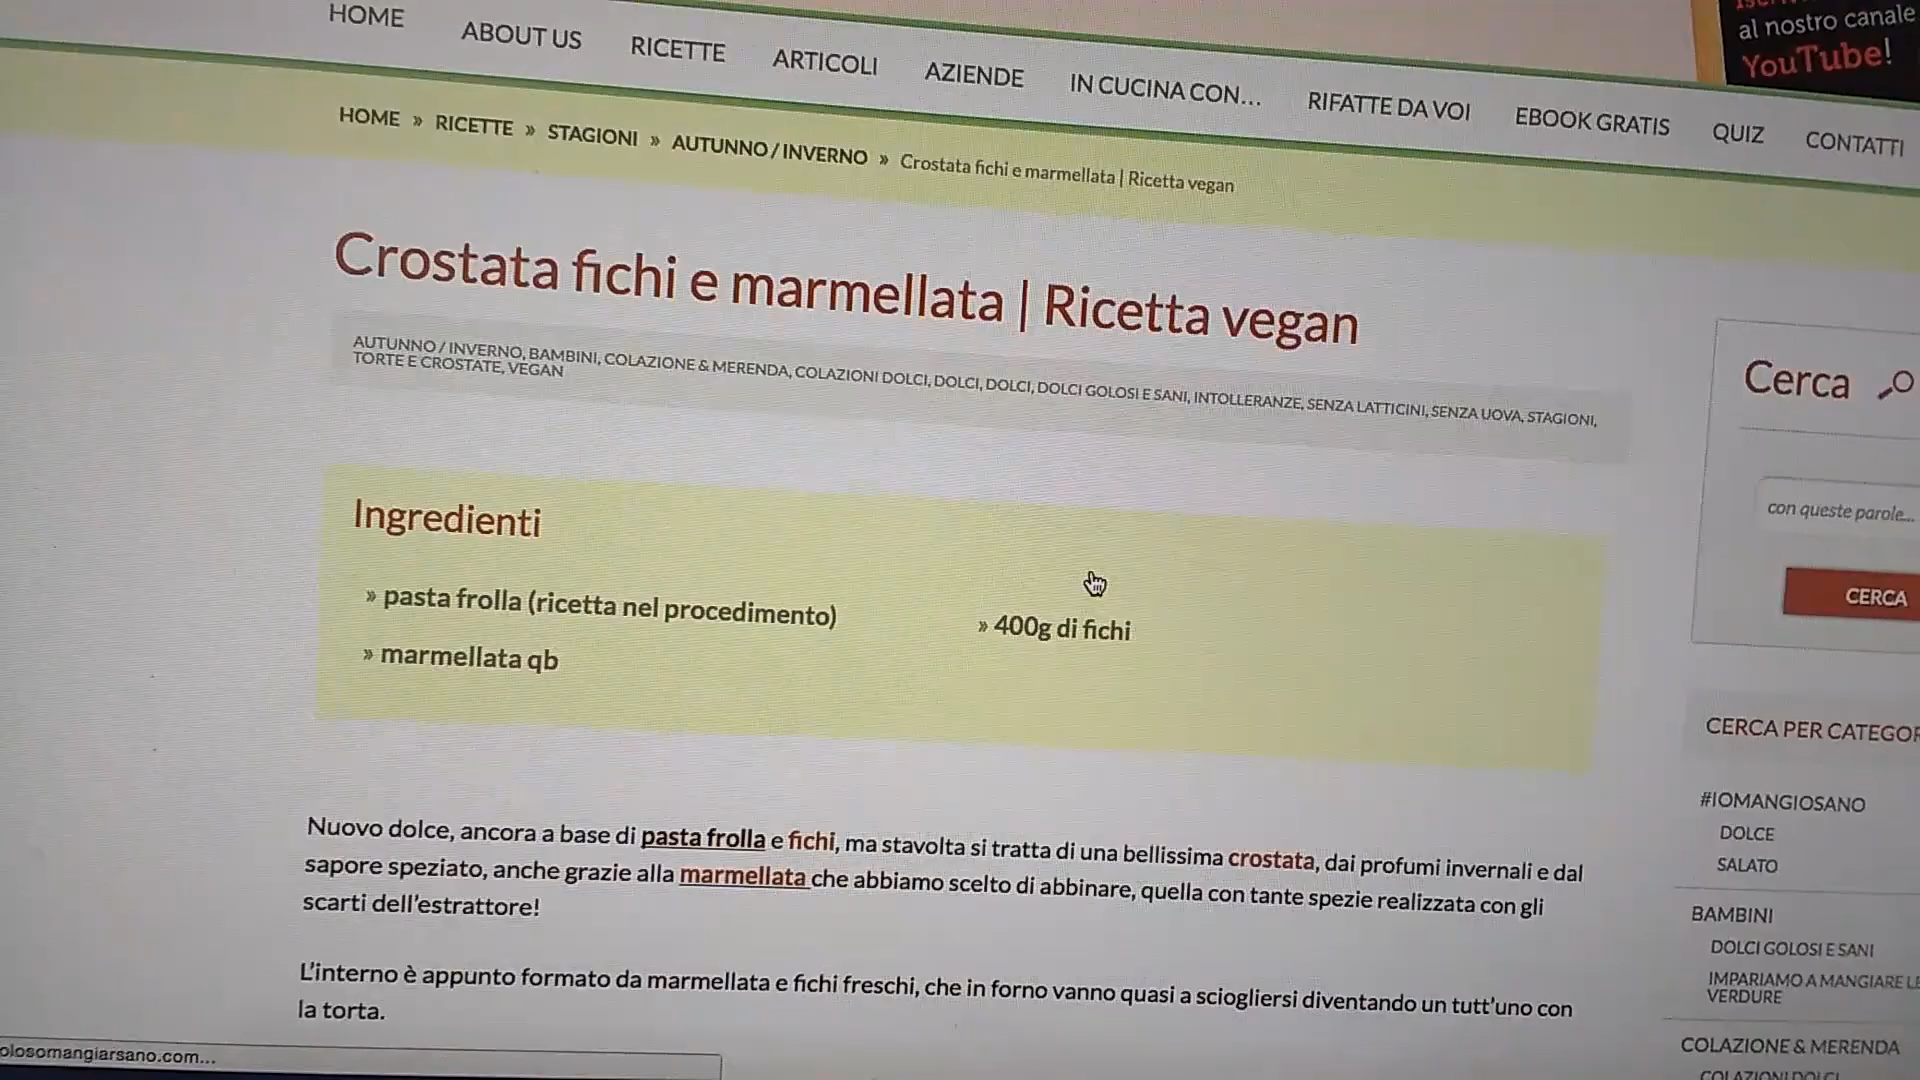 al nostro canale
YouTube!
HOME ABOUT US RICETTE ARTICOLI AZIENDE IN CUCINA CON... RIFATTE DA VOI EBOOK GRATIS QUIZ CONTATTI
HOME » RICETTE » STAGIONI » AUTUNNO / INVERNO » Crostata fichi e marmellata | Ricetta vegan
Crostata fichi e marmellata | Ricetta vegan
AUTUNNO / INVERNO, BAMBINI, COLAZIONE & MERENDA, COLAZIONI DOLCI, DOLCI, DOLCI, DOLCI GOLOSI E SANI, INTOLLERANZE, SENZA LATTICINI, SENZA UOVA, STAGIONI,
TORTE E CROSTATE, VEGAN
Ingredienti
» pasta frolla (ricetta nel procedimento)
» 400g di fichi
» marmellata qb
Nuovo dolce, ancora a base di pasta frolla e fichi, ma stavolta si tratta di una bellissima crostata, dai profumi invernali e dal
sapore speziato, anche grazie alla marmellata che abbiamo scelto di abbinare, quella con tante spezie realizzata con gli
scarti dell'estrattore!
L'interno è appunto formato da marmellata e fichi freschi, che in forno vanno quasi a sciogliersi diventando un tutt'uno con
la torta.
Cerca
con queste parole...
CERCA
CERCA PER CATEGOR
#IOMANGIOSANO
DOLCE
SALATO
BAMBINI
DOLCI GOLOSI E SANI
IMPARIAMO A MANGIARE LE
VERDURE
COLAZIONE & MERENDA
COLAZIONI DOLCI
olosomangiarsano.com...